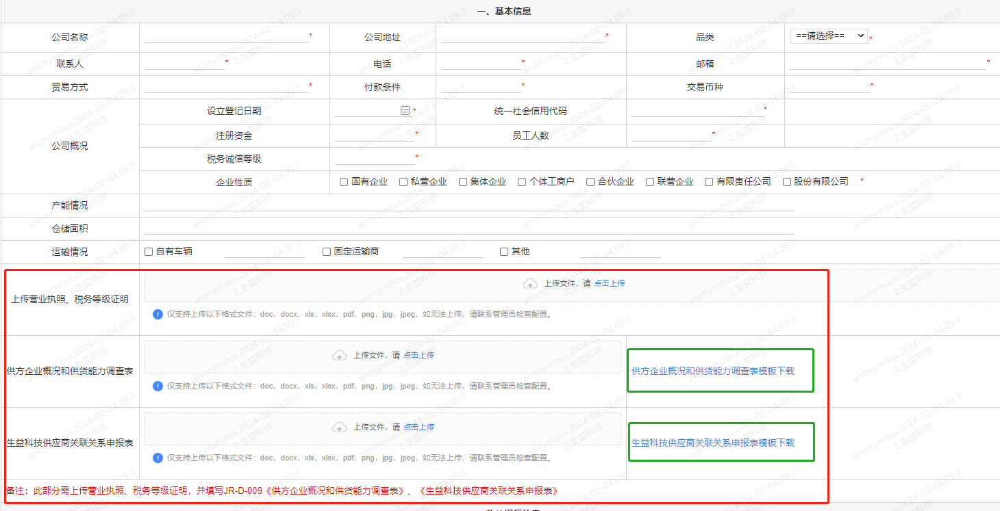 一、基本信息
公司名称 * 公司地址 * 品类 ==请选择== *
联系人 * 电话 * 邮箱 *
贸易方式 * 付款条件 * 交易币种 *
公司概况
设立登记日期 * 统一社会信用代码 *
注册资金 * 员工人数 *
税务诚信等级 *
企业性质 国有企业 私营企业 集体企业 个体工商户 合伙企业 联营企业 有限责任公司 股份有限公司 *
产能情况
仓储面积
运输情况 自有车辆 固定运输商 其他
上传营业执照、税务等级证明
上传文件，请 点击上传
仅支持上传以下格式文件：doc，docx，xls，xlsx，pdf，png，jpg，jpeg，如无法上传，请联系管理员检查配置。
供方企业概况和供货能力调查表
上传文件，请 点击上传
仅支持上传以下格式文件：doc，docx，xls，xlsx，pdf，png，jpg，jpeg，如无法上传，请联系管理员检查配置。
供方企业概况和供货能力调查表模板下载
生益科技供应商关联关系申报表
上传文件，请 点击上传
仅支持上传以下格式文件：doc，docx，xls，xlsx，pdf，png，jpg，jpeg，如无法上传，请联系管理员检查配置。
生益科技供应商关联关系申报表模板下载
备注：此部分需上传营业执照、税务等级证明，并填写JR-D-009《供方企业概况和供货能力调查表》、《生益科技供应商关联关系申报表》
anonymous,2024-02-04,09:3
2,生益科技